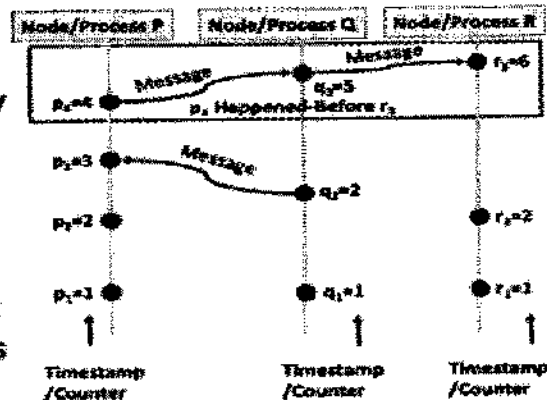 Node/Process P Node/Process Q Node/Process R
Message Message r₃=6
p₄=4 q₃=5
p₄ Happened-Before r₃
p₃=3 Message
q₂=2
p₂=2 r₂=2
p₁=1 q₁=1 r₁=1
Timestamp Timestamp Timestamp
/Counter /Counter /Counter